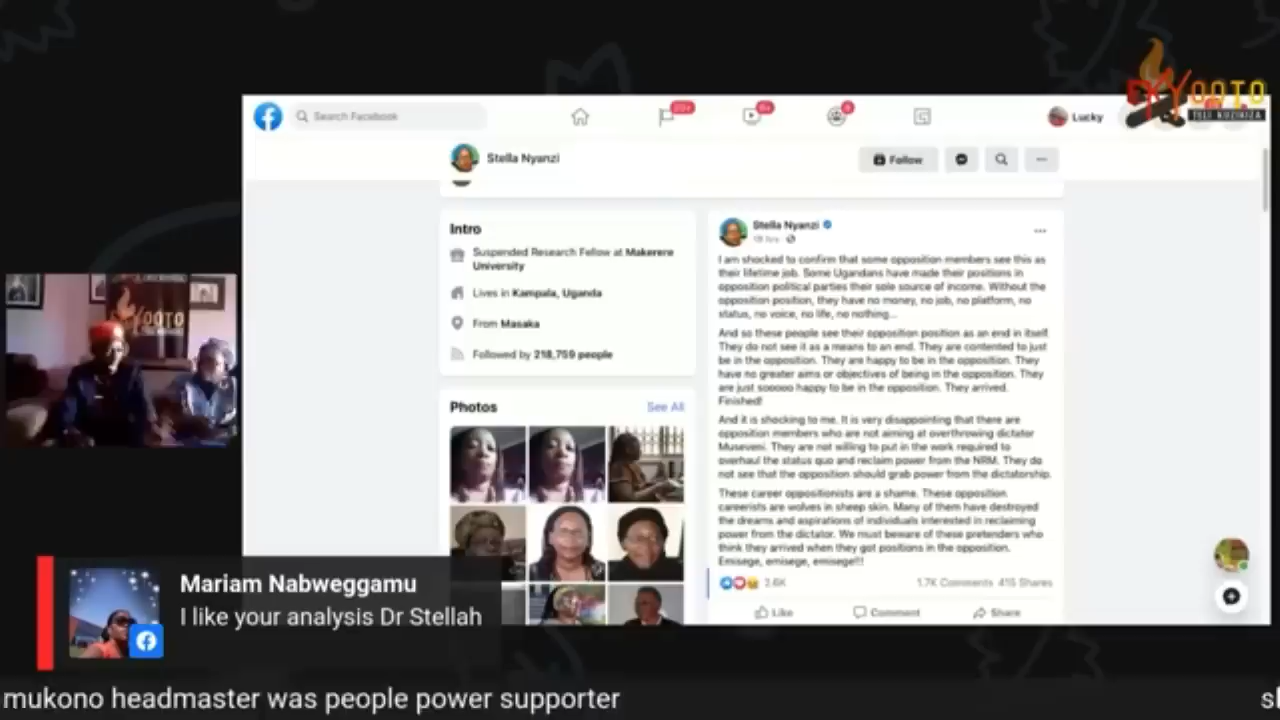 YOOTO
TULI KUZIKIZA
Search Facebook
20+
9+
6
Lucky
Stella Nyanzi
Follow
Intro
Suspended Research Fellow at Makerere
University
Lives in Kampala, Uganda
From Masaka
Followed by 218,759 people
Photos
See All
Stella Nyanzi
19 hrs
I am shocked to confirm that some opposition members see this as
their lifetime job. Some Ugandans have made their positions in
opposition political parties their sole source of income. Without the
opposition position, they have no money, no job, no platform, no
status, no voice, no life, no nothing...
And so these people see their opposition position as an end in itself
They do not see it as a means to an end. They are contented to just
be in the opposition. They are happy to be in the opposition. They
have no greater aims or objectives of being in the opposition. They
are just sooooo happy to be in the opposition. They arrived.
Finished!
And it is shocking to me. It is very disappointing that there are
opposition members who are not aiming at overthrowing dictator
Museveni. They are not willing to put in the work required to
overhaul the status quo and reclaim power from the NRM. They do
not see that the opposition should grab power from the dictatorship.
These career oppositionists are a shame. These opposition
careerists are wolves in sheep skin. Many of them have destroyed
the dreams and aspirations of individuals interested in reclaiming
power from the dictator. We must beware of these pretenders who
think they arrived when they got positions in the opposition.
Emisege, emisege, emisege!!!
2.6K
1.7K Comments 415 Shares
Like
Comment
Share
YOOTO
Mariam Nabweggamu
I like your analysis Dr Stellah
mukono headmaster was people power supporter